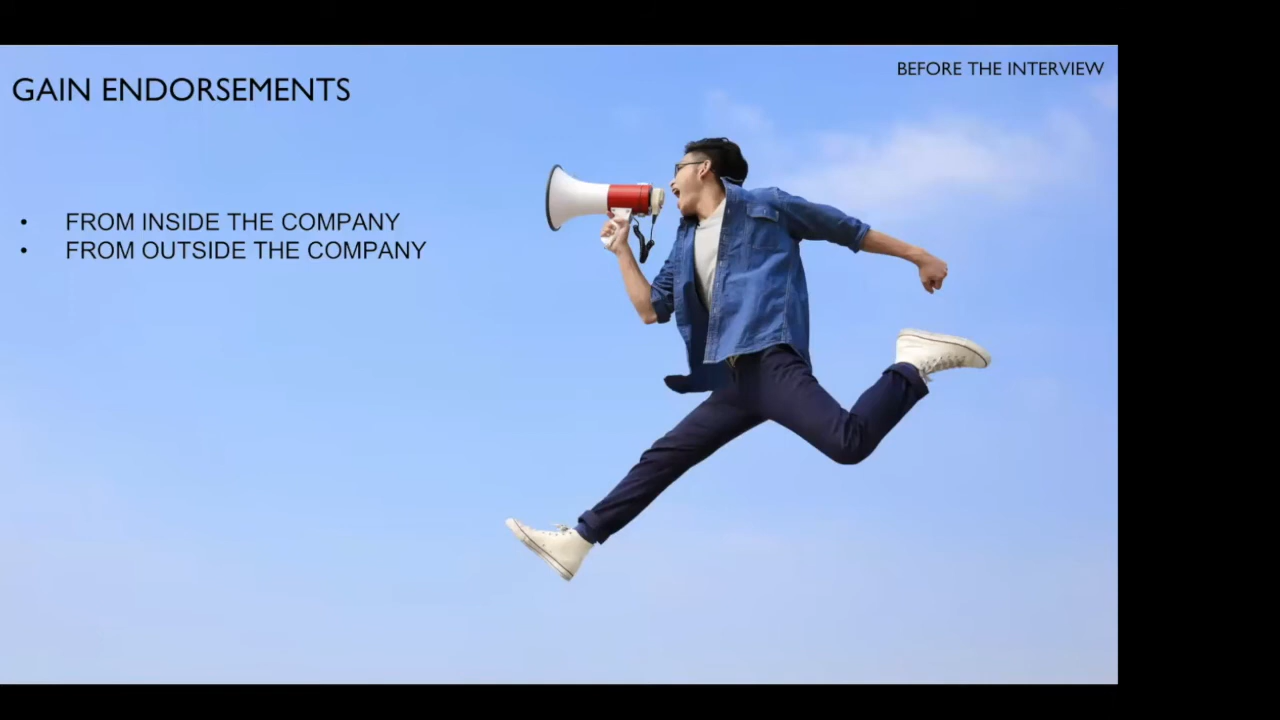 BEFORE THE INTERVIEW
GAIN ENDORSEMENTS
• FROM INSIDE THE COMPANY
• FROM OUTSIDE THE COMPANY